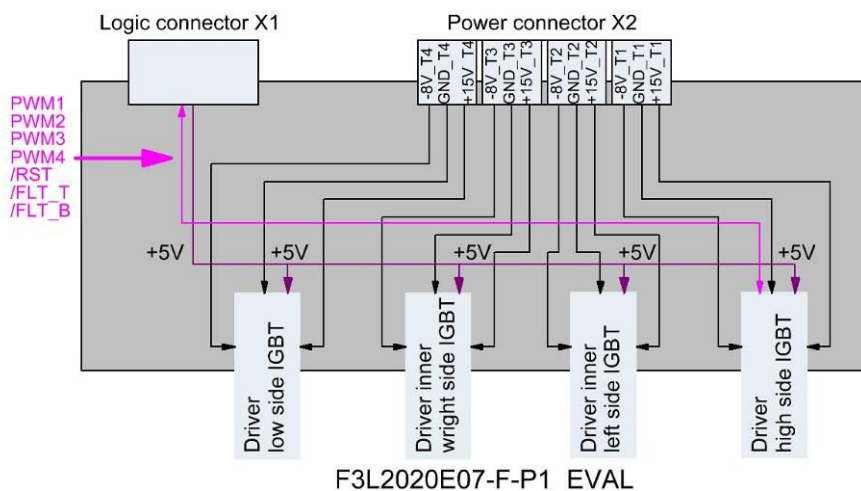 Logic connector X1
Power connector X2
-8V_T4
GND_T4
+15V_T4
-8V_T3
GND_T3
+15V_T3
-8V_T2
GND_T2
+15V_T2
-8V_T1
GND_T1
+15V_T1
PWM1
PWM2
PWM3
PWM4
/RST
/FLT_T
/FLT_B
+5V
+5V
+5V
+5V
+5V
Driver
low side IGBT
Driver inner
wright side IGBT
Driver inner
left side IGBT
Driver
high side IGBT
F3L2020E07-F-P1 EVAL